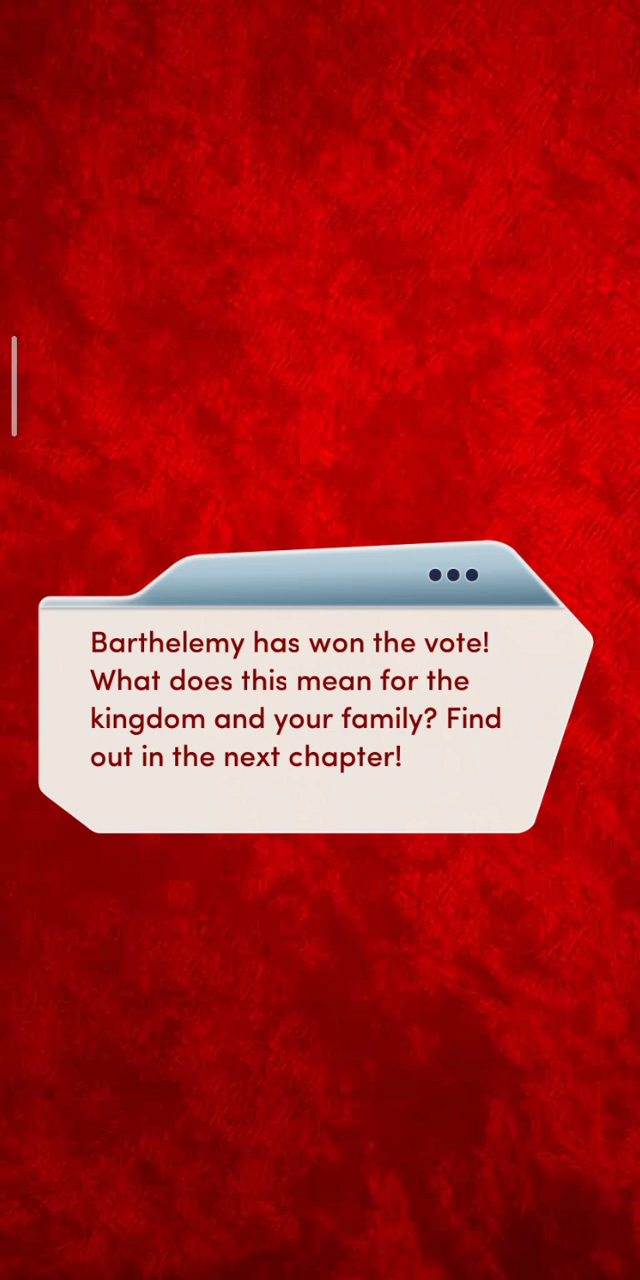 Barthelemy has won the vote!
What does this mean for the
kingdom and your family? Find
out in the next chapter!